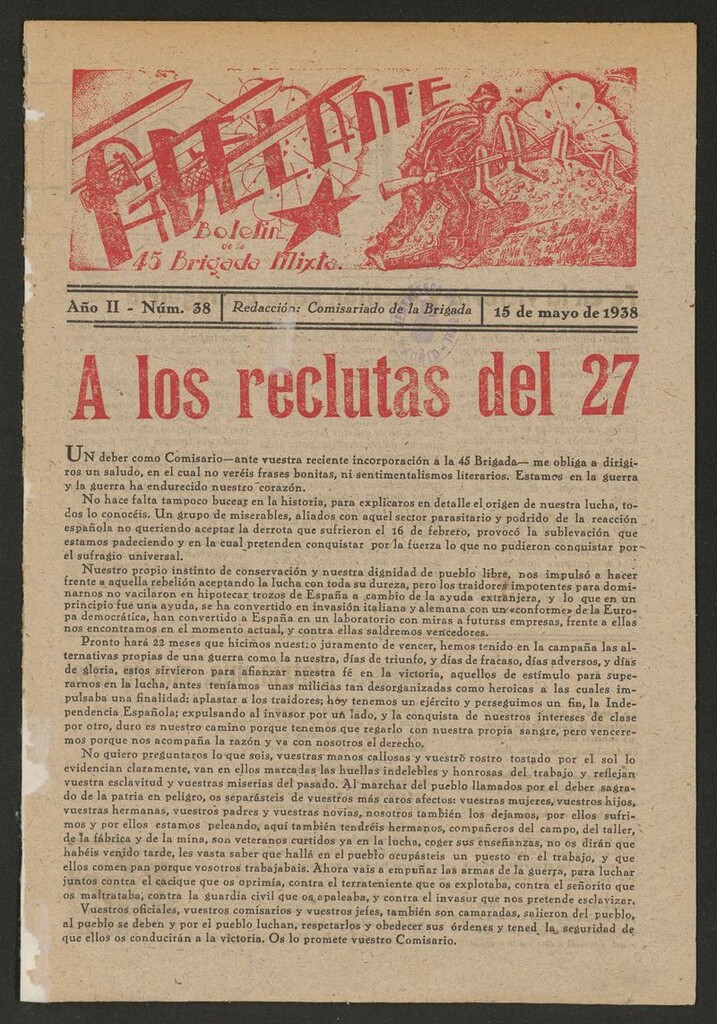 ADELANTE
Boletin
de la
45 Brigada Mixta.
Año II - Núm. 38
Redacción: Comisariado de la Brigada
15 de mayo de 1938
A los reclutas del 27
UN deber como Comisario—ante vuestra reciente incorporación a la 45 Brigada— me obliga a dirigi-
ros un saludo, en el cual no veréis frases bonitas, ni sentimentalismos literarios. Estamos en la guerra
y la guerra ha endurecido nuestro corazón.
No hace falta tampoco bucear en la historia, para explicaros en detalle el origen de nuestra lucha, to-
dos lo conocéis. Un grupo de miserables, aliados con aquel sector parasitario y podrido de la reacción
española no queriendo aceptar la derrota que sufrieron el 16 de febrero, provocó la sublevación que
estamos padeciendo y en la cual pretenden conquistar por la fuerza lo que no pudieron conquistar por
el sufragio universal.
Nuestro propio instinto de conservación y nuestra dignidad de pueblo libre, nos impulsó a hacer
frente a aquella rebelión aceptando la lucha con toda su dureza, pero los traidores impotentes para domi-
narnos no vacilaron en hipotecar trozos de España a cambio de la ayuda extranjera, y lo que en un
principio fue una ayuda, se ha convertido en invasión italiana y alemana con un «conforme» de la Euro-
pa democrática, han convertido a España en un laboratorio con miras a futuras empresas, frente a ellas
nos encontramos en el momento actual, y contra ellas saldremos vencedores.
Pronto hará 22 meses que hicimos nuestro juramento de vencer, hemos tenido en la campaña las al-
ternativas propias de una guerra como la nuestra, días de triunfo, y días de fracaso, días adversos, y días
de gloria, estos sirvieron para afianzar nuestra fé en la victoria, aquellos de estímulo para supe-
rarnos en la lucha, antes teníamos unas milicias tan desorganizadas como heroicas a las cuales im-
pulsaba una finalidad: aplastar a los traidores; hoy tenemos un ejército y perseguimos un fin, la Inde-
pendencia Española; expulsando al invasor por un lado, y la conquista de nuestros intereses de clase
por otro, duro es nuestro camino porque tenemos que regarlo con nuestra propia sangre, pero vencere-
mos porque nos acompaña la razón y va con nosotros el derecho.
No quiero preguntaros lo que sois, vuestras manos callosas y vuestro rostro tostado por el sol lo
evidencian claramente, van en ellos marcadas las huellas indelebles y honrosas del trabajo y reflejan
vuestra esclavitud y vuestras miserias del pasado. Al marchar del pueblo llamados por el deber sagra-
do de la patria en peligro, os separásteis de vuestros más caros afectos: vuestras mujeres, vuestros hijos,
vuestras hermanas, vuestros padres y vuestras novias, nosotros también los dejamos, por ellos sufri-
mos y por ellos estamos peleando, aquí también tendréis hermanos, compañeros del campo, del taller,
de la fábrica y de la mina, son veteranos curtidos ya en la lucha, coger sus enseñanzas, no os dirán que
habéis venido tarde, les vasta saber que hallá en el pueblo ocupásteis un puesto en el trabajo, y que
ellos comen pan porque vosotros trabajabais. Ahora vais a empuñar las armas de la guerra, para luchar
juntos contra el cacique que os oprimía, contra el terrateniente que os explotaba, contra el señorito que
os maltrataba, contra la guardia civil que os apaleaba, y contra el invasor que nos pretende esclavizar.
Vuestros oficiales, vuestros comisarios y vuestros jefes, también son camaradas, salieron del pueblo,
al pueblo se deben y por el pueblo luchan, respetarlos y obedecer sus órdenes y tened la seguridad de
que ellos os conducirán a la victoria. Os lo promete vuestro Comisario.